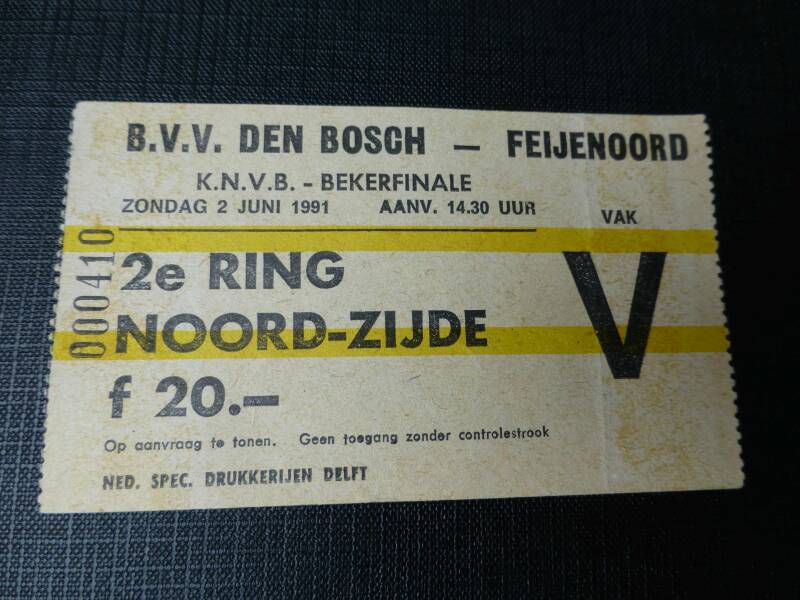 B.V.V. DEN BOSCH — FEIJENOORD
K.N.V.B. - BEKERFINALE
ZONDAG 2 JUNI 1991 AANV. 14.30 UUR
VAK
V
000410
2e RING
NOORD-ZIJDE
f 20.—
Op aanvraag te tonen. Geen toegang zonder controlestrook
NED. SPEC. DRUKKERIJEN DELFT